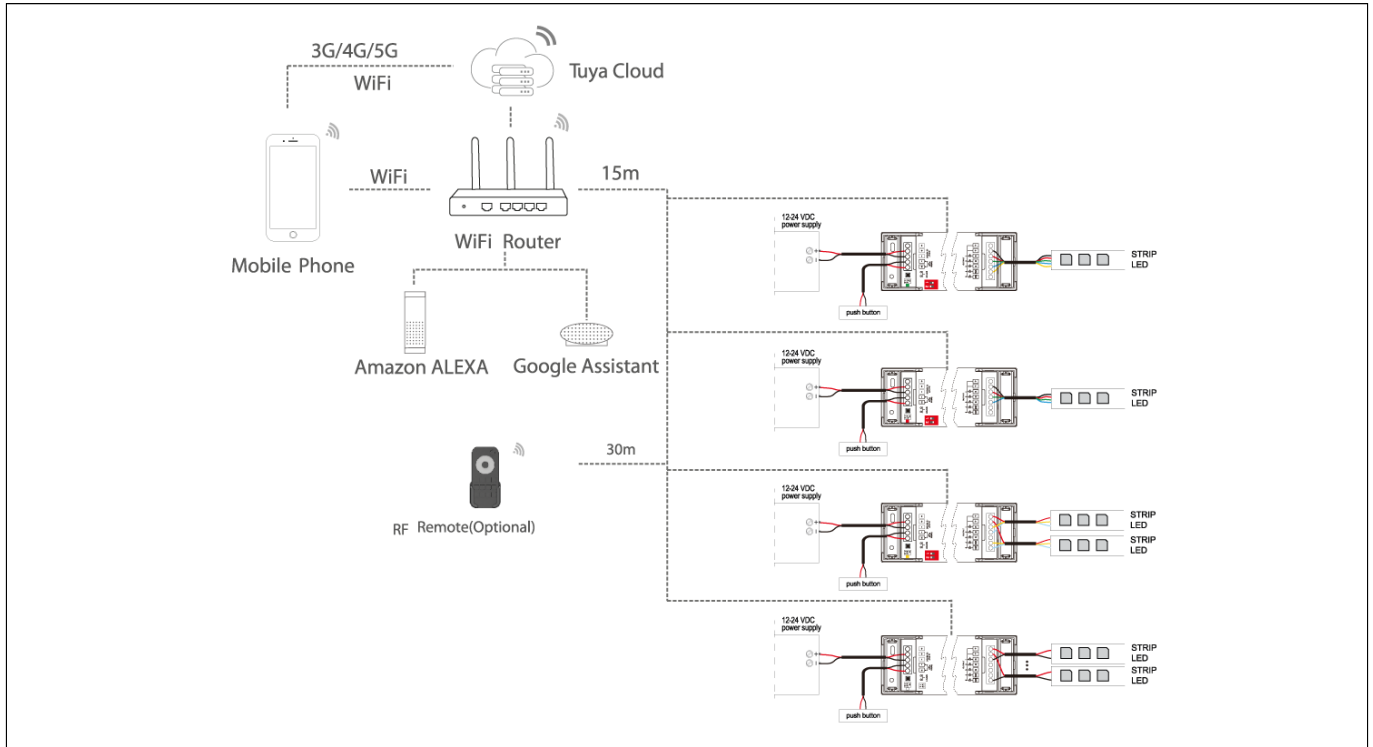 3G/4G/5G
WiFi
Tuya Cloud
WiFi
15m
WiFi Router
Mobile Phone
Amazon ALEXA
Google Assistant
30m
RF Remote(Optional)
12-24 VDC
power supply
push button
STRIP
LED
12-24 VDC
power supply
push button
STRIP
LED
12-24 VDC
power supply
push button
STRIP
LED
STRIP
LED
12-24 VDC
power supply
push button
STRIP
LED
STRIP
LED